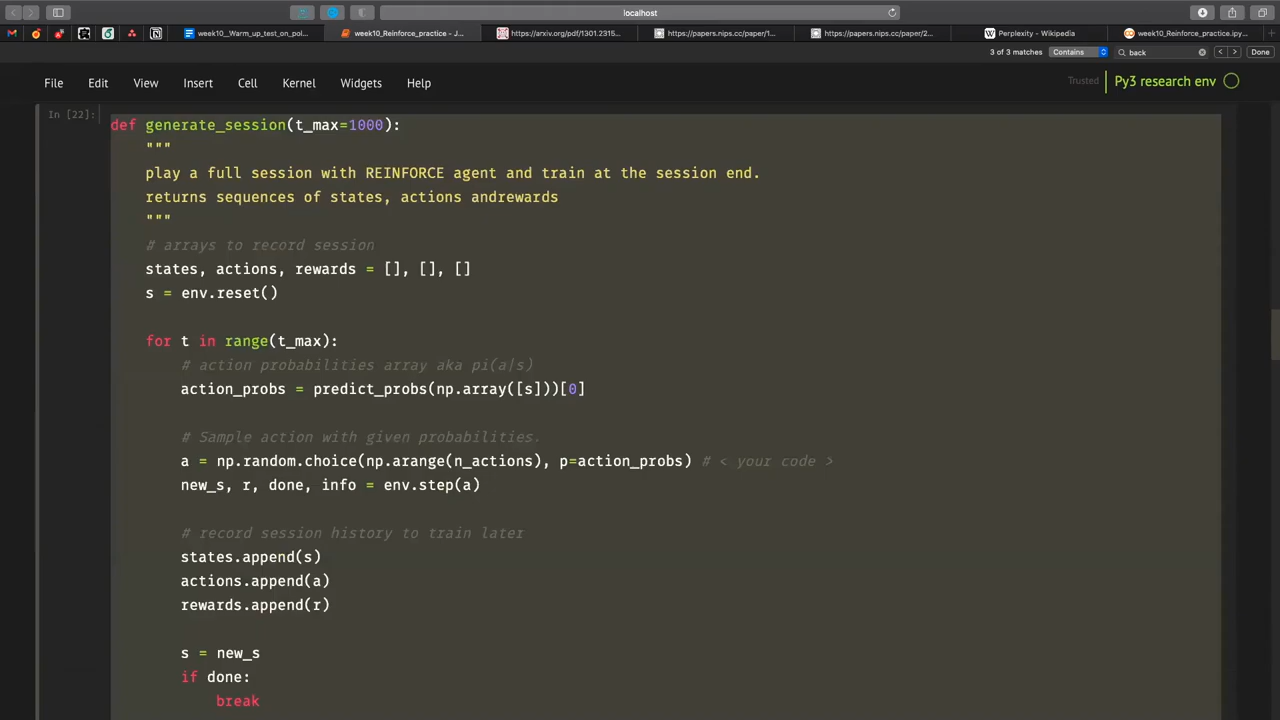 localhost
week10__Warm_up_test_on_pol...
week10_Reinforce_practice - J...
https://arxiv.org/pdf/1301.2315...
https://papers.nips.cc/paper/1...
https://papers.nips.cc/paper/2...
Perplexity - Wikipedia
week10_Reinforce_practice.ipy...
3 of 3 matches
Contains
back
Done
File
Edit
View
Insert
Cell
Kernel
Widgets
Help
Trusted
Py3 research env
In [22]:
def generate_session(t_max=1000):
"""
play a full session with REINFORCE agent and train at the session end.
returns sequences of states, actions andrewards
"""
# arrays to record session
states, actions, rewards = [], [], []
s = env.reset()
for t in range(t_max):
# action probabilities array aka pi(a|s)
action_probs = predict_probs(np.array([s]))[0]
# Sample action with given probabilities.
a = np.random.choice(np.arange(n_actions), p=action_probs) # < your code >
new_s, r, done, info = env.step(a)
# record session history to train later
states.append(s)
actions.append(a)
rewards.append(r)
s = new_s
if done:
break